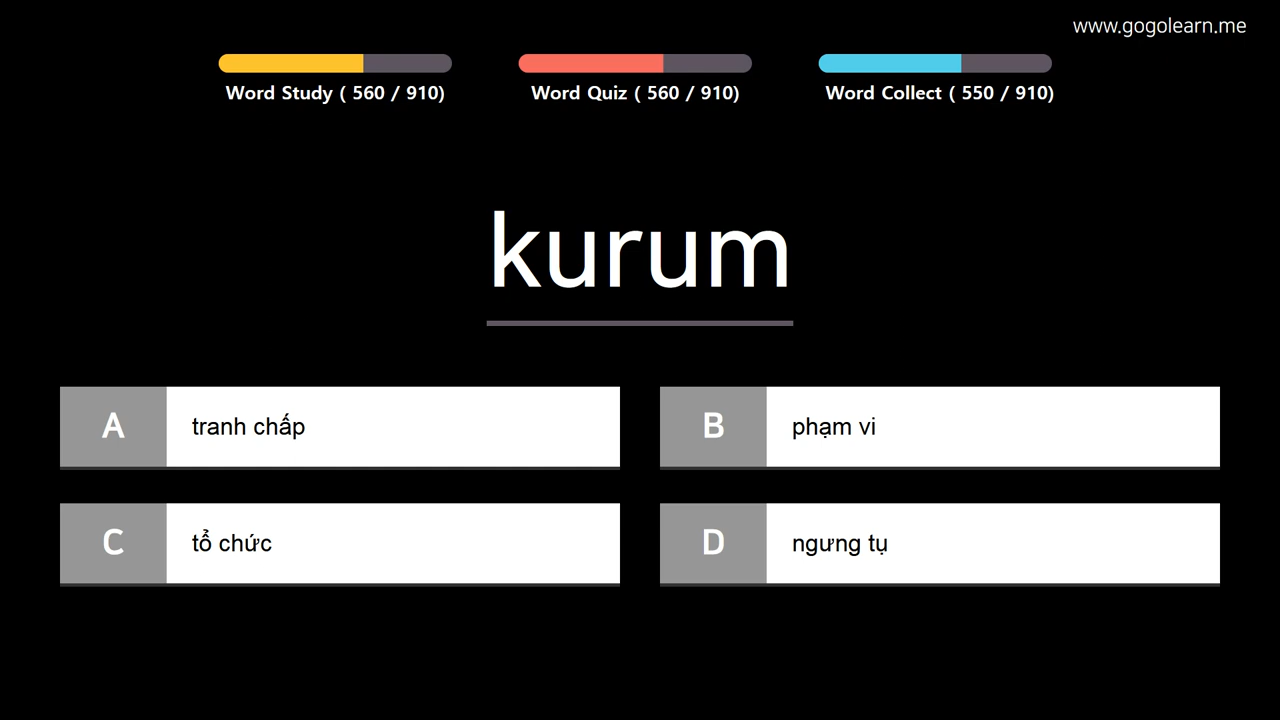 www.gogolearn.me
Word Study ( 560 / 910)
Word Quiz ( 560 / 910)
Word Collect ( 550 / 910)
kurum
A tranh chấp
B phạm vi
C tổ chức
D ngưng tụ